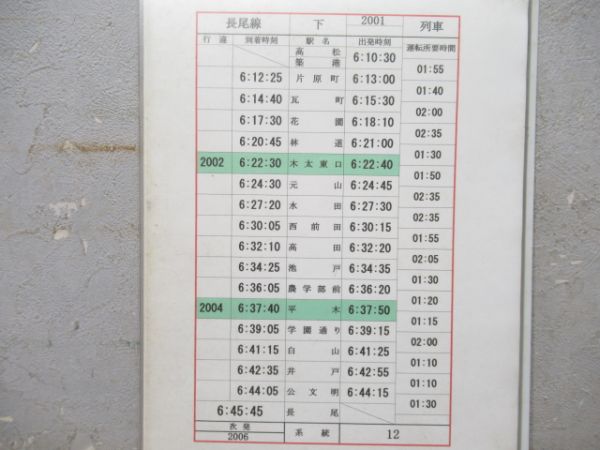 長尾線 下 2001 列車
行違 到着時刻 駅名 出発時刻 運転所要時間
高松築港 6:10:30
01:55
6:12:25 片原町 6:13:00
01:40
6:14:40 瓦町 6:15:30
02:00
6:17:30 花園 6:18:10
02:35
6:20:45 林道 6:21:00
01:30
2002 6:22:30 木太東口 6:22:40
01:50
6:24:30 元山 6:24:45
02:35
6:27:20 水田 6:27:30
02:35
6:30:05 西前田 6:30:15
01:55
6:32:10 高田 6:32:20
02:05
6:34:25 池戸 6:34:35
01:30
6:36:05 農学部前 6:36:20
01:20
2004 6:37:40 平木 6:37:50
01:15
6:39:05 学園通り 6:39:15
02:00
6:41:15 白山 6:41:25
01:10
6:42:35 井戸 6:42:55
01:10
6:44:05 公文明 6:44:15
01:30
6:45:45 長尾
次発 系統 12
2006